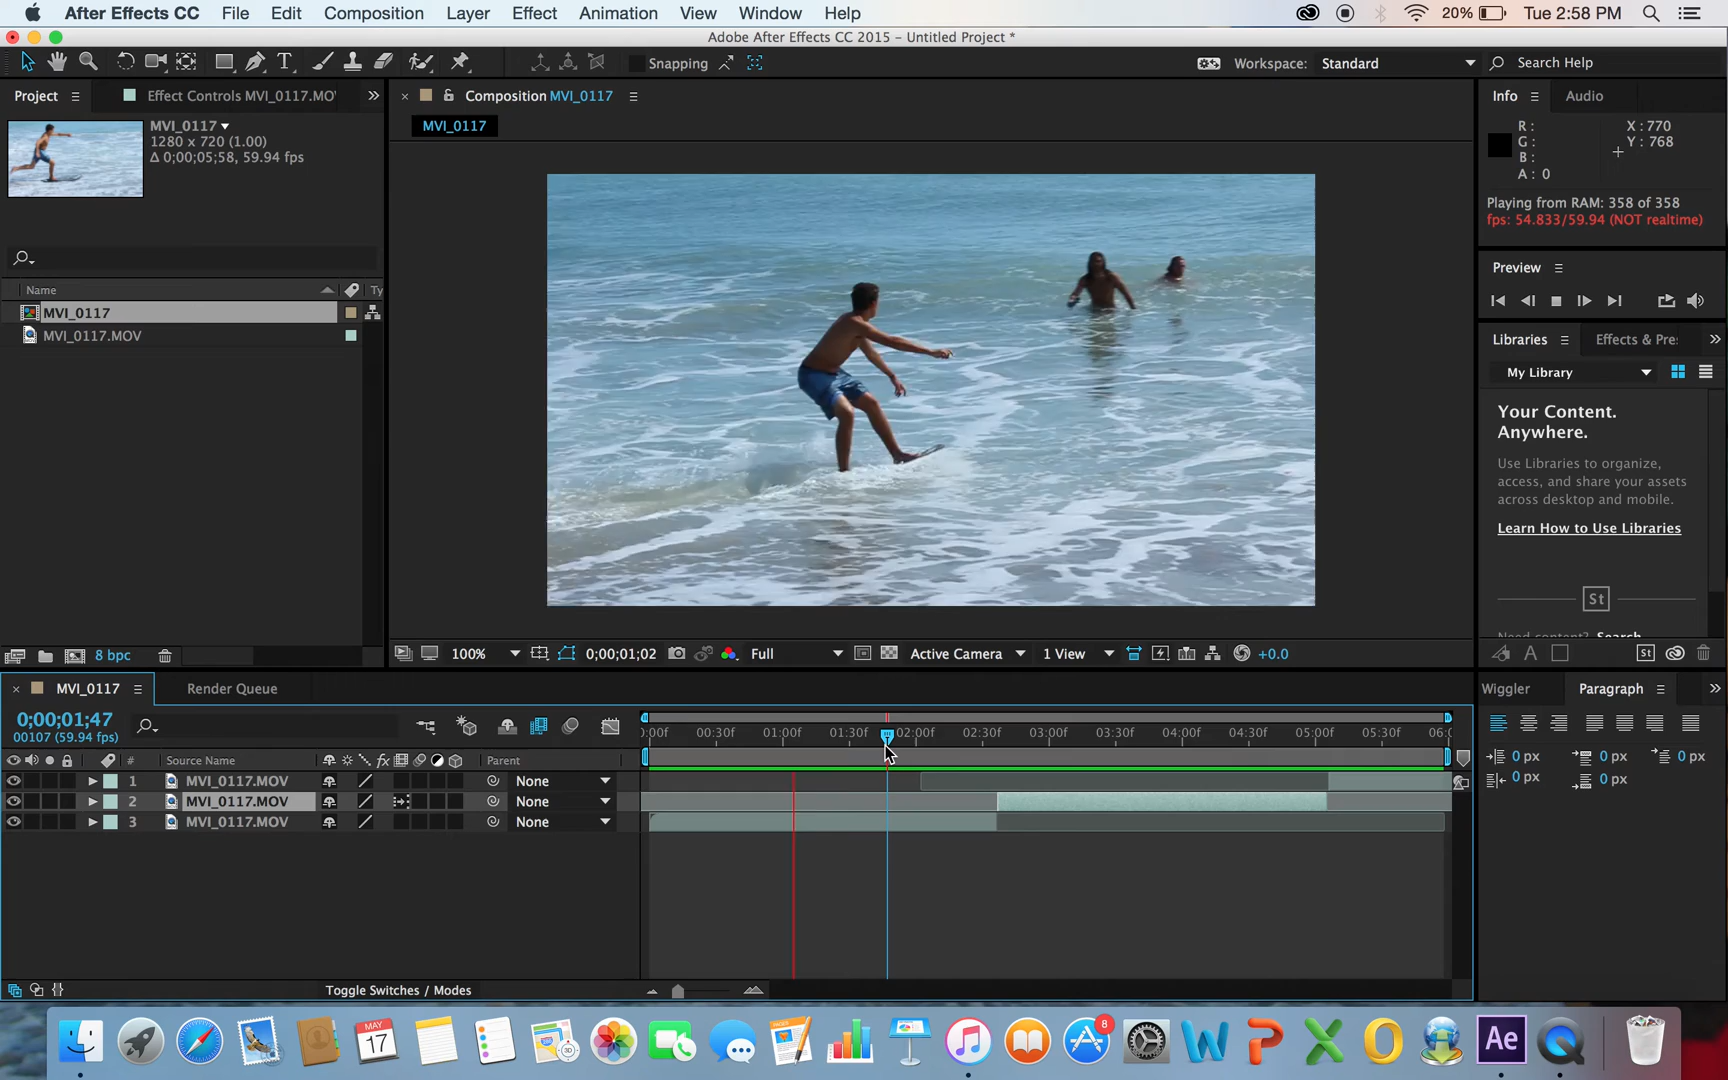 After Effects CC File Edit Composition Layer Effect Animation View Window Help 20% Tue 2:58 PM
Adobe After Effects CC 2015 – Untitled Project *
Snapping Workspace: Standard Search Help
Project Effect Controls MVI_0117.MO
Composition MVI_0117
Info Audio
MVI_0117
1280 x 720 (1.00)
Δ 0;00;05;58, 59.94 fps
MVI_0117
R :
G :
B :
A : 0
X : 770
Y : 768
Playing from RAM: 358 of 358
fps: 54.833/59.94 (NOT realtime)
Preview
Name Ty
MVI_0117
MVI_0117.MOV
Libraries Effects & Pre
My Library
Your Content.
Anywhere.
Use Libraries to organize,
access, and share your assets
across desktop and mobile.
Learn How to Use Libraries
St
Need content? Search
St
8 bpc
100% 0;00;01;02 Full Active Camera 1 View +0.0
MVI_0117 Render Queue
Wiggler Paragraph
0;00;01;47
00107 (59.94 fps)
:00f 00:30f 01:00f 01:30f 02:00f 02:30f 03:00f 03:30f 04:00f 04:30f 05:00f 05:30f 06:0
# Source Name fx Parent
1 MVI_0117.MOV None
2 MVI_0117.MOV None
3 MVI_0117.MOV None
0 px 0 px 0 px
0 px 0 px
Toggle Switches / Modes
MAY
17
8
W P X O Ae